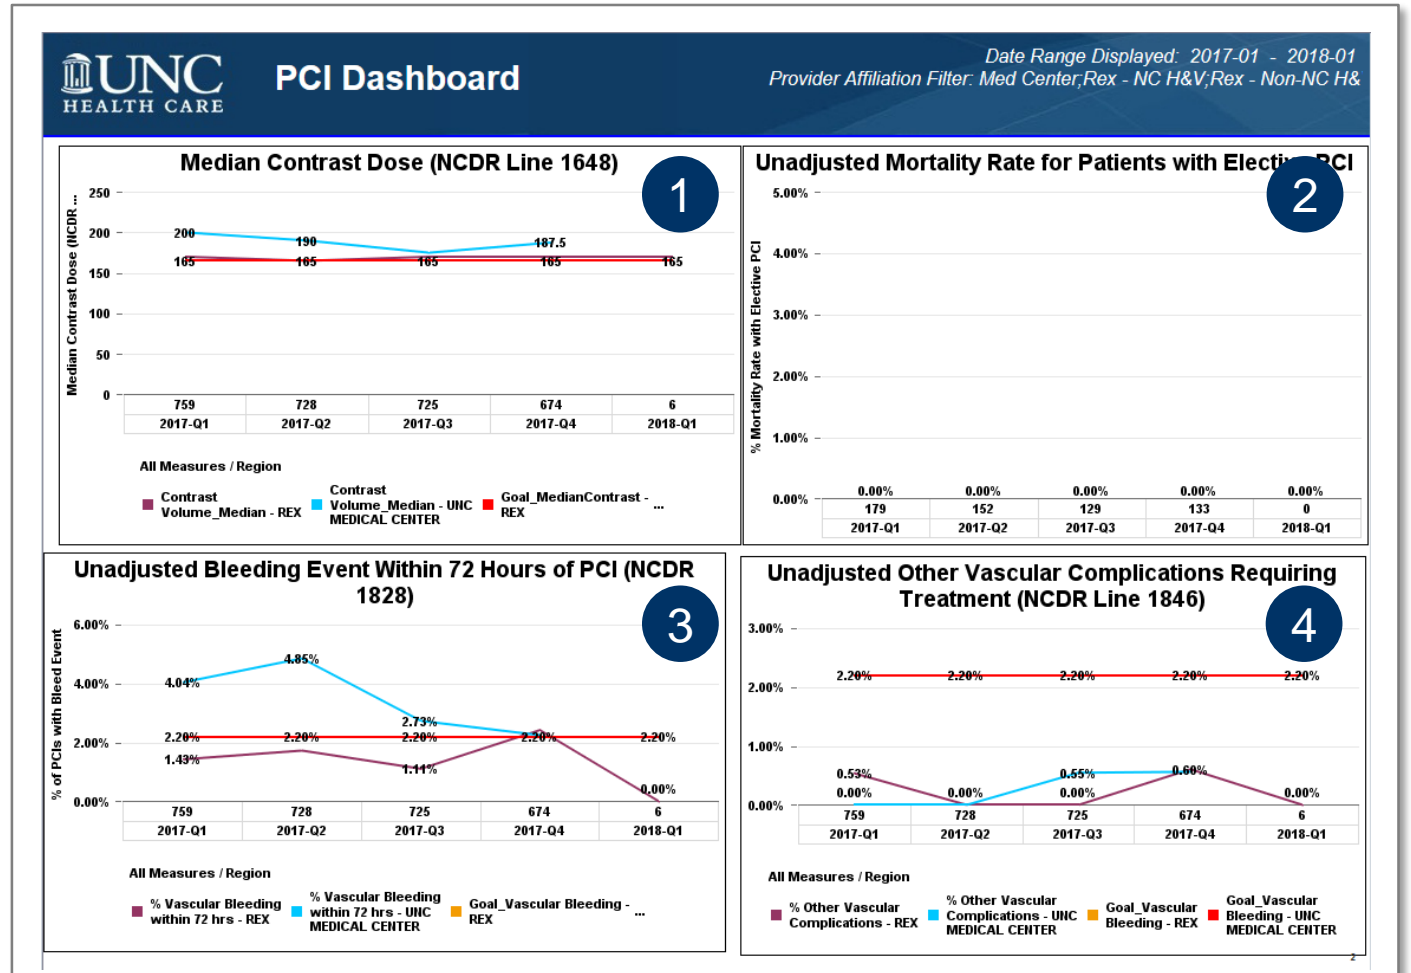 UNC
HEALTH CARE
PCI Dashboard
Date Range Displayed: 2017-01 - 2018-01
Provider Affiliation Filter: Med Center;Rex - NC H&V;Rex - Non-NC H&
Median Contrast Dose (NCDR Line 1648)
1
Median Contrast Dose (NCDR ...
250
200
150
100
50
0
200
190
187.5
165
165
165
165
165
759
728
725
674
6
2017-Q1
2017-Q2
2017-Q3
2017-Q4
2018-Q1
All Measures / Region
Contrast
Volume_Median - REX
Contrast
Volume_Median - UNC
MEDICAL CENTER
Goal_MedianContrast -
REX
...
Unadjusted Mortality Rate for Patients with Elective PCI
2
% Mortality Rate with Elective PCI
5.00%
4.00%
3.00%
2.00%
1.00%
0.00%
0.00%
0.00%
0.00%
0.00%
0.00%
179
152
129
133
0
2017-Q1
2017-Q2
2017-Q3
2017-Q4
2018-Q1
Unadjusted Bleeding Event Within 72 Hours of PCI (NCDR
1828)
3
% of PCIs with Bleed Event
6.00%
4.00%
2.00%
0.00%
4.04%
4.85%
2.73%
2.20%
2.20%
2.20%
2.20%
2.20%
1.43%
1.11%
0.00%
759
728
725
674
6
2017-Q1
2017-Q2
2017-Q3
2017-Q4
2018-Q1
All Measures / Region
% Vascular Bleeding
within 72 hrs - REX
% Vascular Bleeding
within 72 hrs - UNC
MEDICAL CENTER
Goal_Vascular Bleeding -
REX
...
Unadjusted Other Vascular Complications Requiring
Treatment (NCDR Line 1846)
4
3.00%
2.00%
1.00%
0.00%
2.20%
2.20%
2.20%
2.20%
2.20%
0.53%
0.55%
0.60%
0.00%
0.00%
0.00%
0.00%
759
728
725
674
6
2017-Q1
2017-Q2
2017-Q3
2017-Q4
2018-Q1
All Measures / Region
% Other Vascular
Complications - REX
% Other Vascular
Complications - UNC
MEDICAL CENTER
Goal_Vascular
Bleeding - REX
Goal_Vascular
Bleeding - UNC
MEDICAL CENTER
2